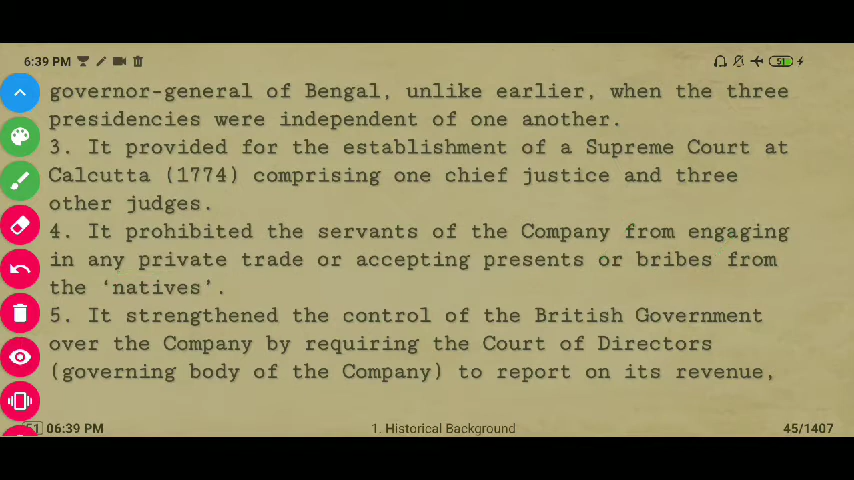 6:39 PM
51
governor-general of Bengal, unlike earlier, when the three
presidencies were independent of one another.
3. It provided for the establishment of a Supreme Court at
Calcutta (1774) comprising one chief justice and three
other judges.
4. It prohibited the servants of the Company from engaging
in any private trade or accepting presents or bribes from
the ‘natives’.
5. It strengthened the control of the British Government
over the Company by requiring the Court of Directors
(governing body of the Company) to report on its revenue,
51 06:39 PM 1. Historical Background 45/1407